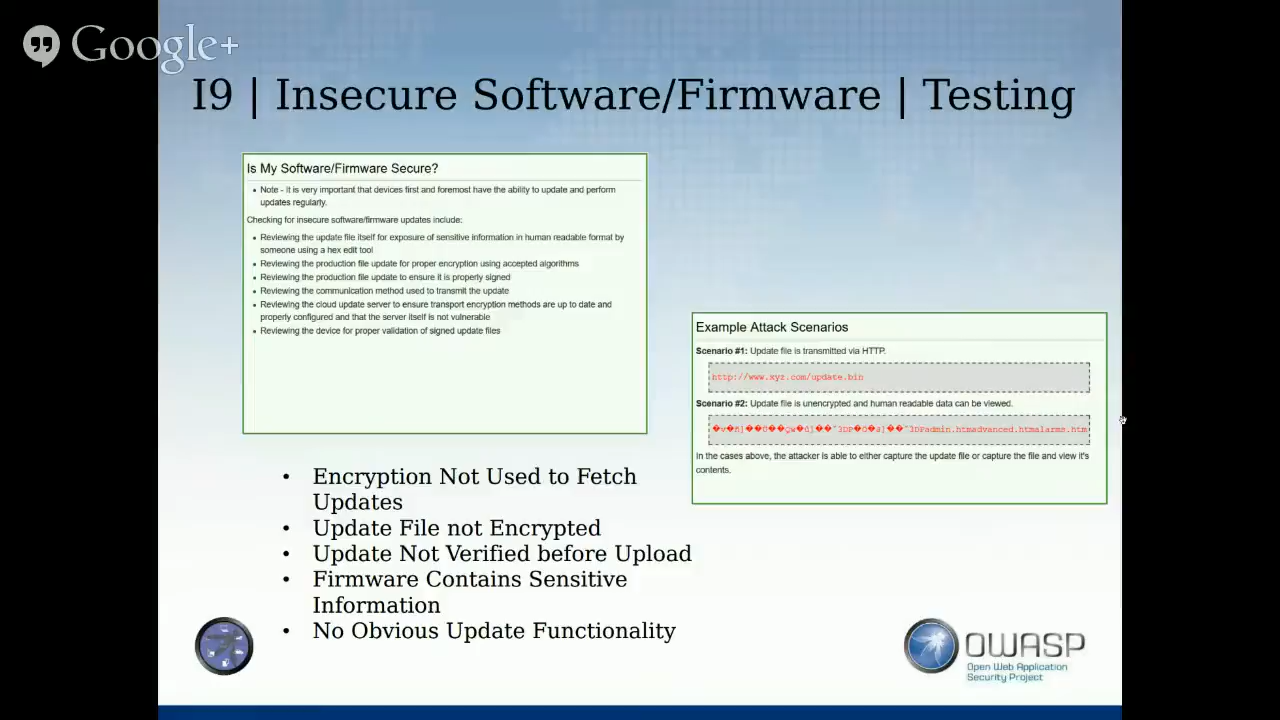 Google+
I9 | Insecure Software/Firmware | Testing
Is My Software/Firmware Secure?
• Note - it is very important that devices first and foremost have the ability to update and perform
updates regularly.
Checking for insecure software/firmware updates include:
• Reviewing the update file itself for exposure of sensitive information in human readable format by
someone using a hex edit tool
• Reviewing the production file update for proper encryption using accepted algorithms
• Reviewing the production file update to ensure it is properly signed
• Reviewing the communication method used to transmit the update
• Reviewing the cloud update server to ensure transport encryption methods are up to date and
properly configured and that the server itself is not vulnerable
• Reviewing the device for proper validation of signed update files
Example Attack Scenarios
Scenario #1: Update file is transmitted via HTTP.
http://www.xyz.com/update.bin
Scenario #2: Update file is unencrypted and human readable data can be viewed.
admin.htmadvanced.htmalarms.htm
In the cases above, the attacker is able to either capture the update file or capture the file and view it's
contents.
• Encryption Not Used to Fetch
Updates
• Update File not Encrypted
• Update Not Verified before Upload
• Firmware Contains Sensitive
Information
• No Obvious Update Functionality
OWASP
Open Web Application
Security Project